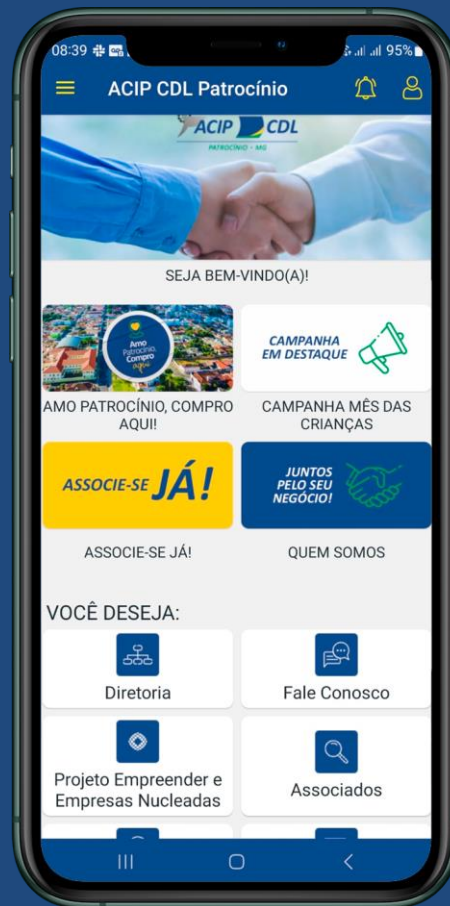 08:39
95%
ACIP CDL Patrocínio
ACIP CDL
PATROCÍNIO - MG
SEJA BEM-VINDO(A)!
Amo
Patrocínio,
Compro
aqui
CAMPANHA
EM DESTAQUE
AMO PATROCÍNIO, COMPRO
AQUI!
CAMPANHA MÊS DAS
CRIANÇAS
ASSOCIE-SE JÁ!
JUNTOS
PELO SEU
NEGÓCIO!
ASSOCIE-SE JÁ!
QUEM SOMOS
VOCÊ DESEJA:
Diretoria
Fale Conosco
Projeto Empreender e
Empresas Nucleadas
Associados